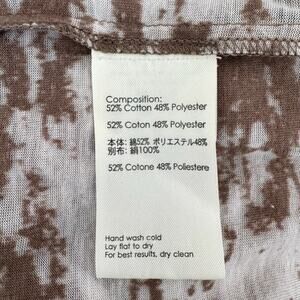 Composition:
52% Cotton 48% Polyester
52% Coton 48% Polyester
本体: 綿52% ポリエステル48%
別布: 絹100%
52% Cotone 48% Poliestere
Hand wash cold
Lay flat to dry
For best results, dry clean